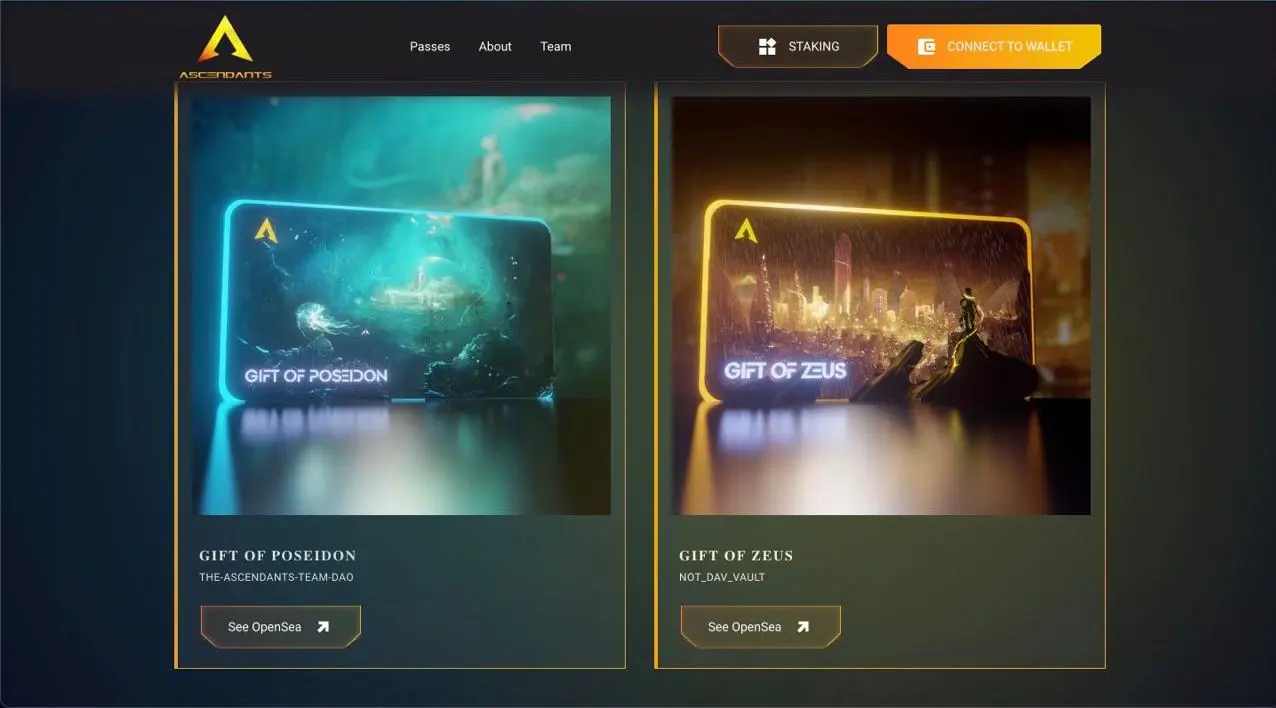 ASCENDANTS
Passes
About
Team
STAKING
CONNECT TO WALLET
GIFT OF POSEIDON
GIFT OF ZEUS
GIFT OF POSEIDON
THE-ASCENDANTS-TEAM-DAO
See OpenSea
GIFT OF ZEUS
NOT_DAV_VAULT
See OpenSea